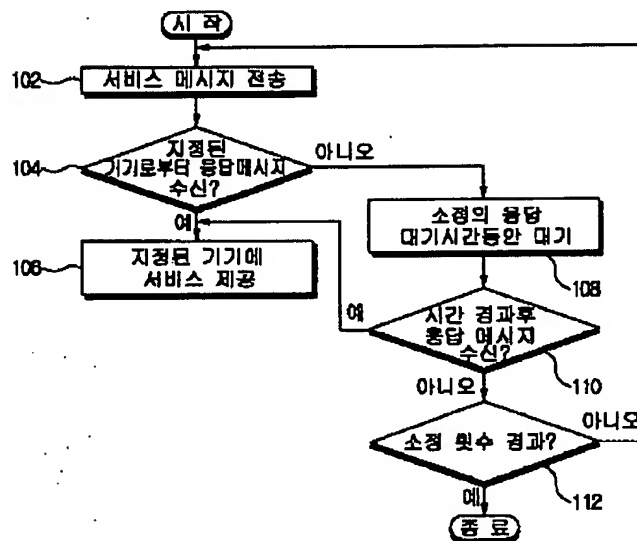 시 작
102
서비스 메시지 전송
104
지정된
기기로부터 응답메시지
수신?
아니오
예
106
지정된 기기에
서비스 제공
소정의 응답
대기시간동안 대기
108
예
시간 경과후
응답 메시지
수신?
110
아니오
소정 횟수 경과?
아니오
112
예
종 료